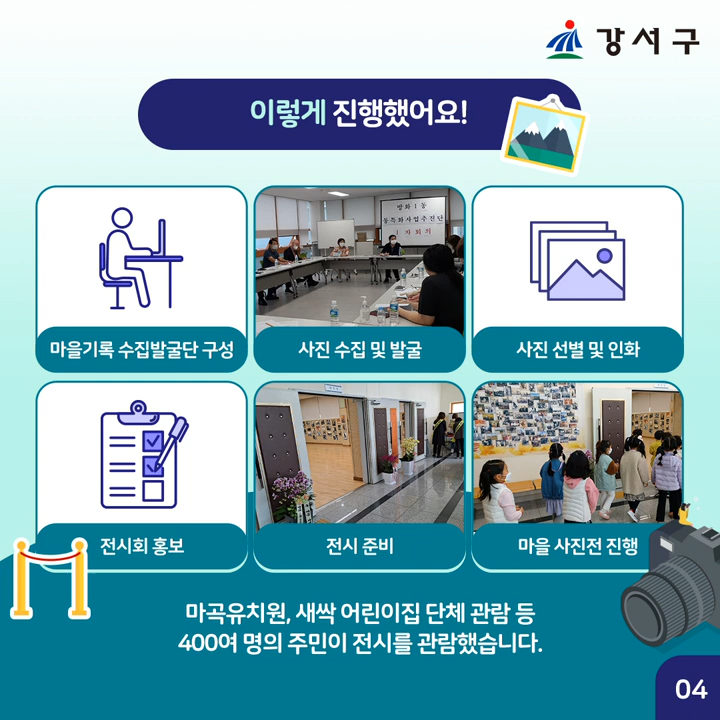 강서구
이렇게 진행했어요!
방화1동
동특화사업추진단
1차회의
마을기록 수집발굴단 구성
사진 수집 및 발굴
사진 선별 및 인화
전시회 홍보
전시 준비
마을 사진전 진행
마곡유치원, 새싹 어린이집 단체 관람 등
400여 명의 주민이 전시를 관람했습니다.
04